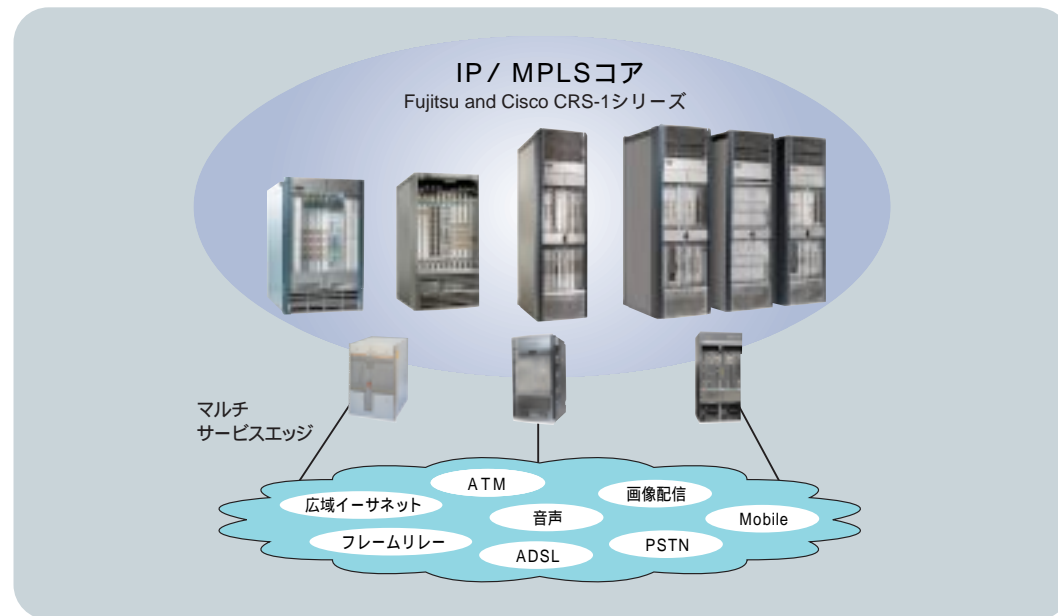 IP/ MPLSコア
Fujitsu and Cisco CRS-1シリーズ
マルチ
サービスエッジ
ATM
画像配信
広域イーサネット
音声
Mobile
フレームリレー
ADSL
PSTN